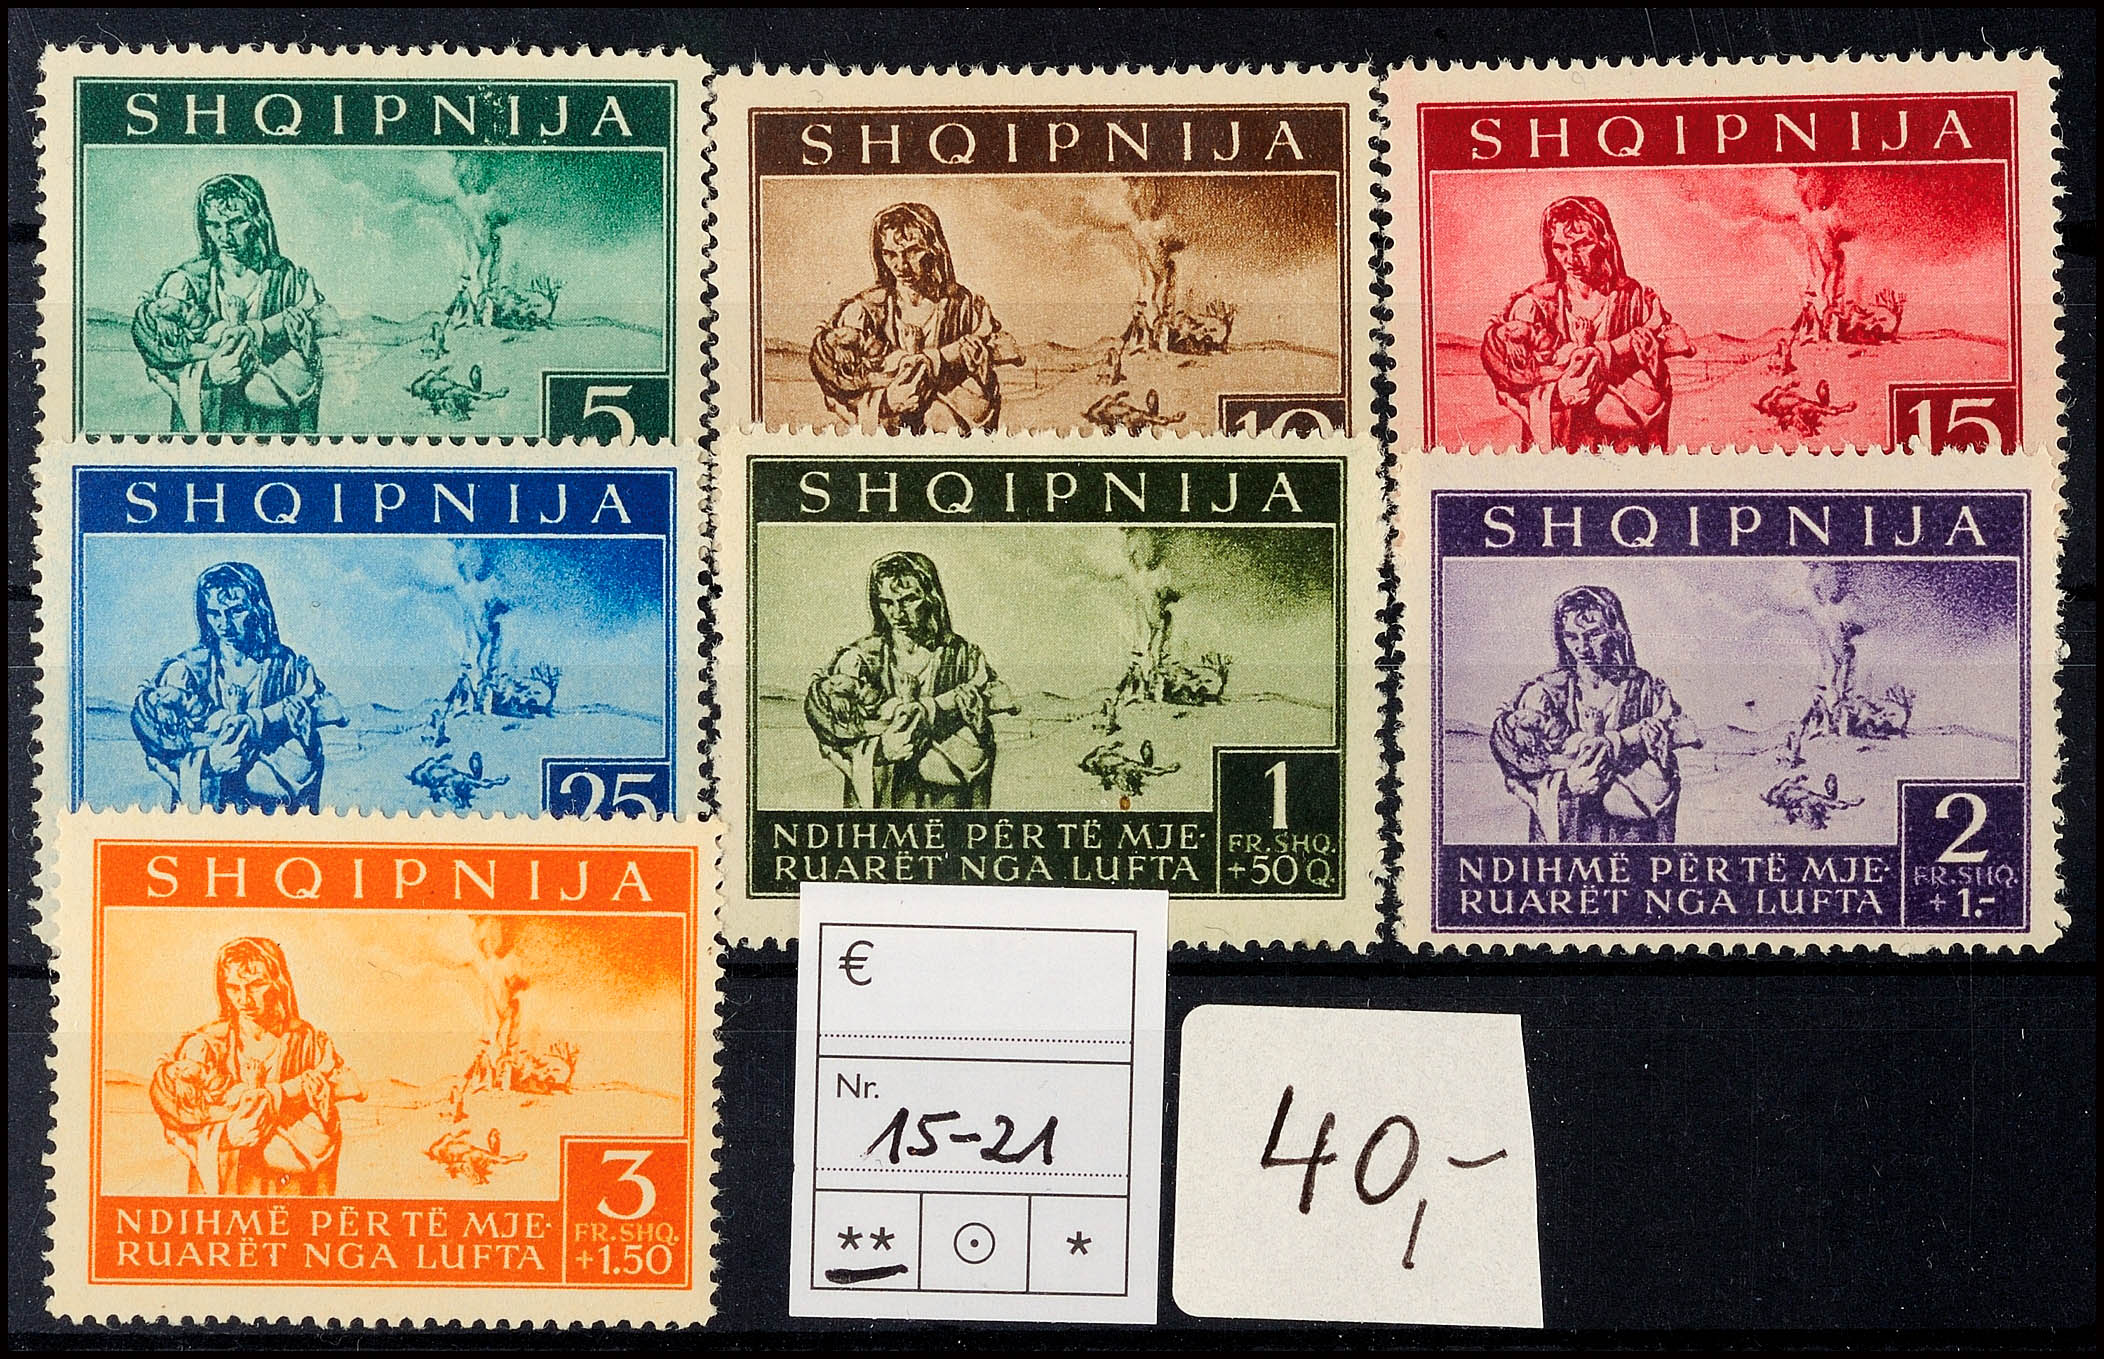 SHQIPNIJA
5
SHQIPNIJA
10
SHQIPNIJA
15
SHQIPNIJA
25
SHQIPNIJA
1
FR.SHQ.
+50Q.
NDIHMË PËR TË MJE-
RUARËT NGA LUFTA
SHQIPNIJA
2
FR.SHQ.
+1.-
NDIHMË PËR TË MJE-
RUARËT NGA LUFTA
SHQIPNIJA
3
FR.SHQ.
+1.50
NDIHMË PËR TË MJE-
RUARËT NGA LUFTA
€
Nr.
15-21
** ⊙ *
40,-